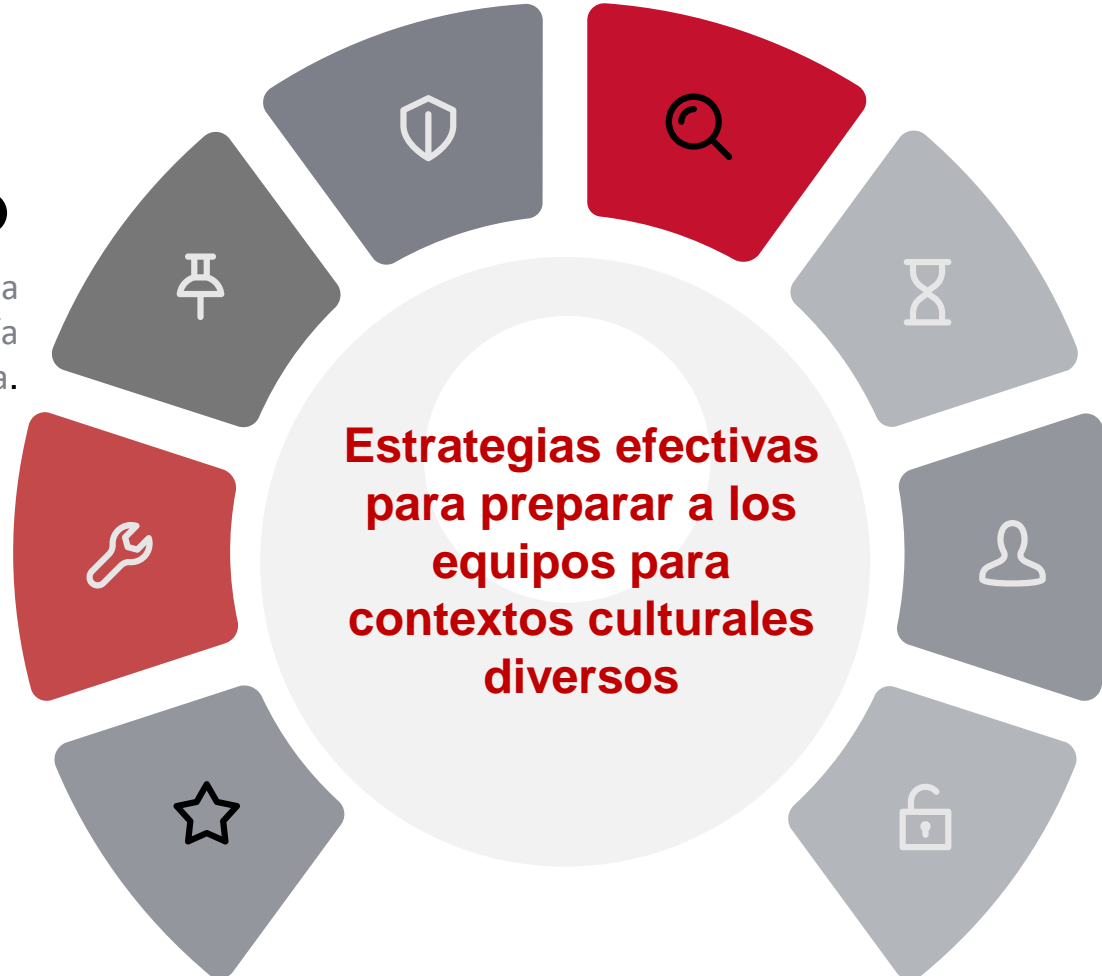 Estrategias efectivas
para preparar a los
equipos para
contextos culturales
diversos